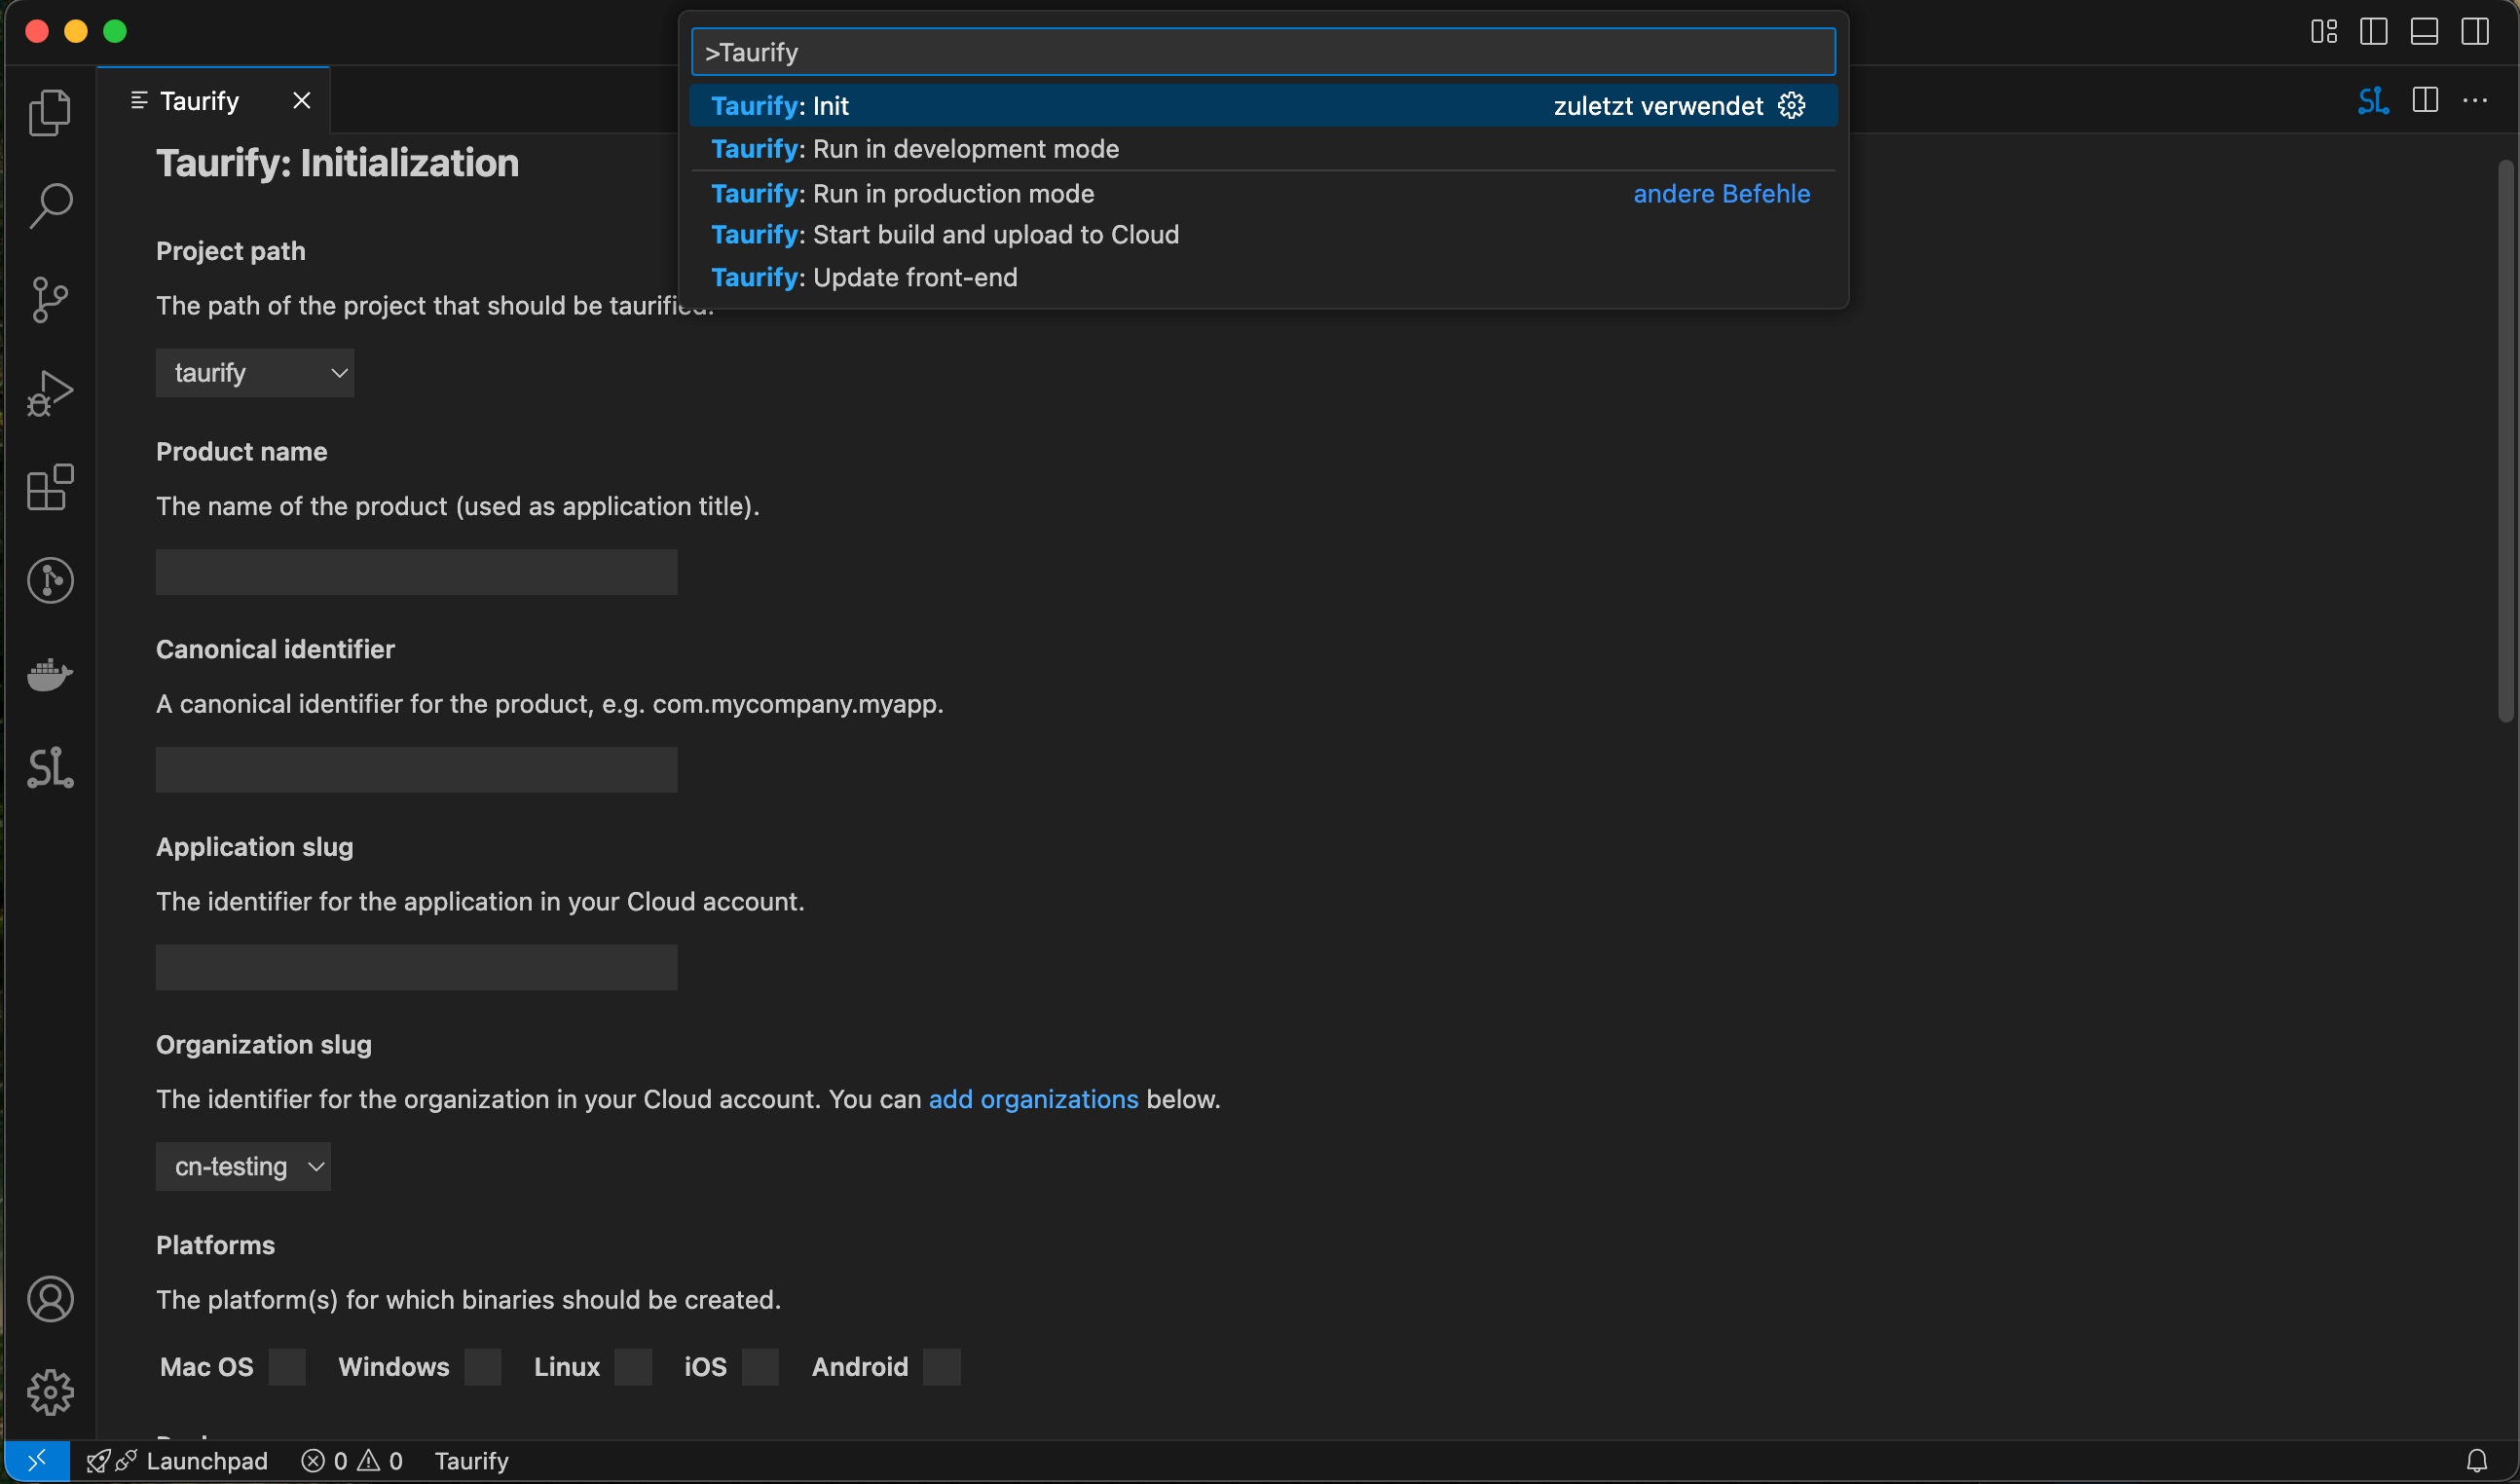 >Taurify
Taurify: Init zuletzt verwendet
Taurify: Run in development mode
Taurify: Run in production mode andere Befehle
Taurify: Start build and upload to Cloud
Taurify: Update front-end
Taurify
Taurify: Initialization
Project path
The path of the project that should be taurified.
taurify
Product name
The name of the product (used as application title).
Canonical identifier
A canonical identifier for the product, e.g. com.mycompany.myapp.
Application slug
The identifier for the application in your Cloud account.
Organization slug
The identifier for the organization in your Cloud account. You can add organizations below.
cn-testing
Platforms
The platform(s) for which binaries should be created.
Mac OS Windows Linux iOS Android
Launchpad 0 0 Taurify